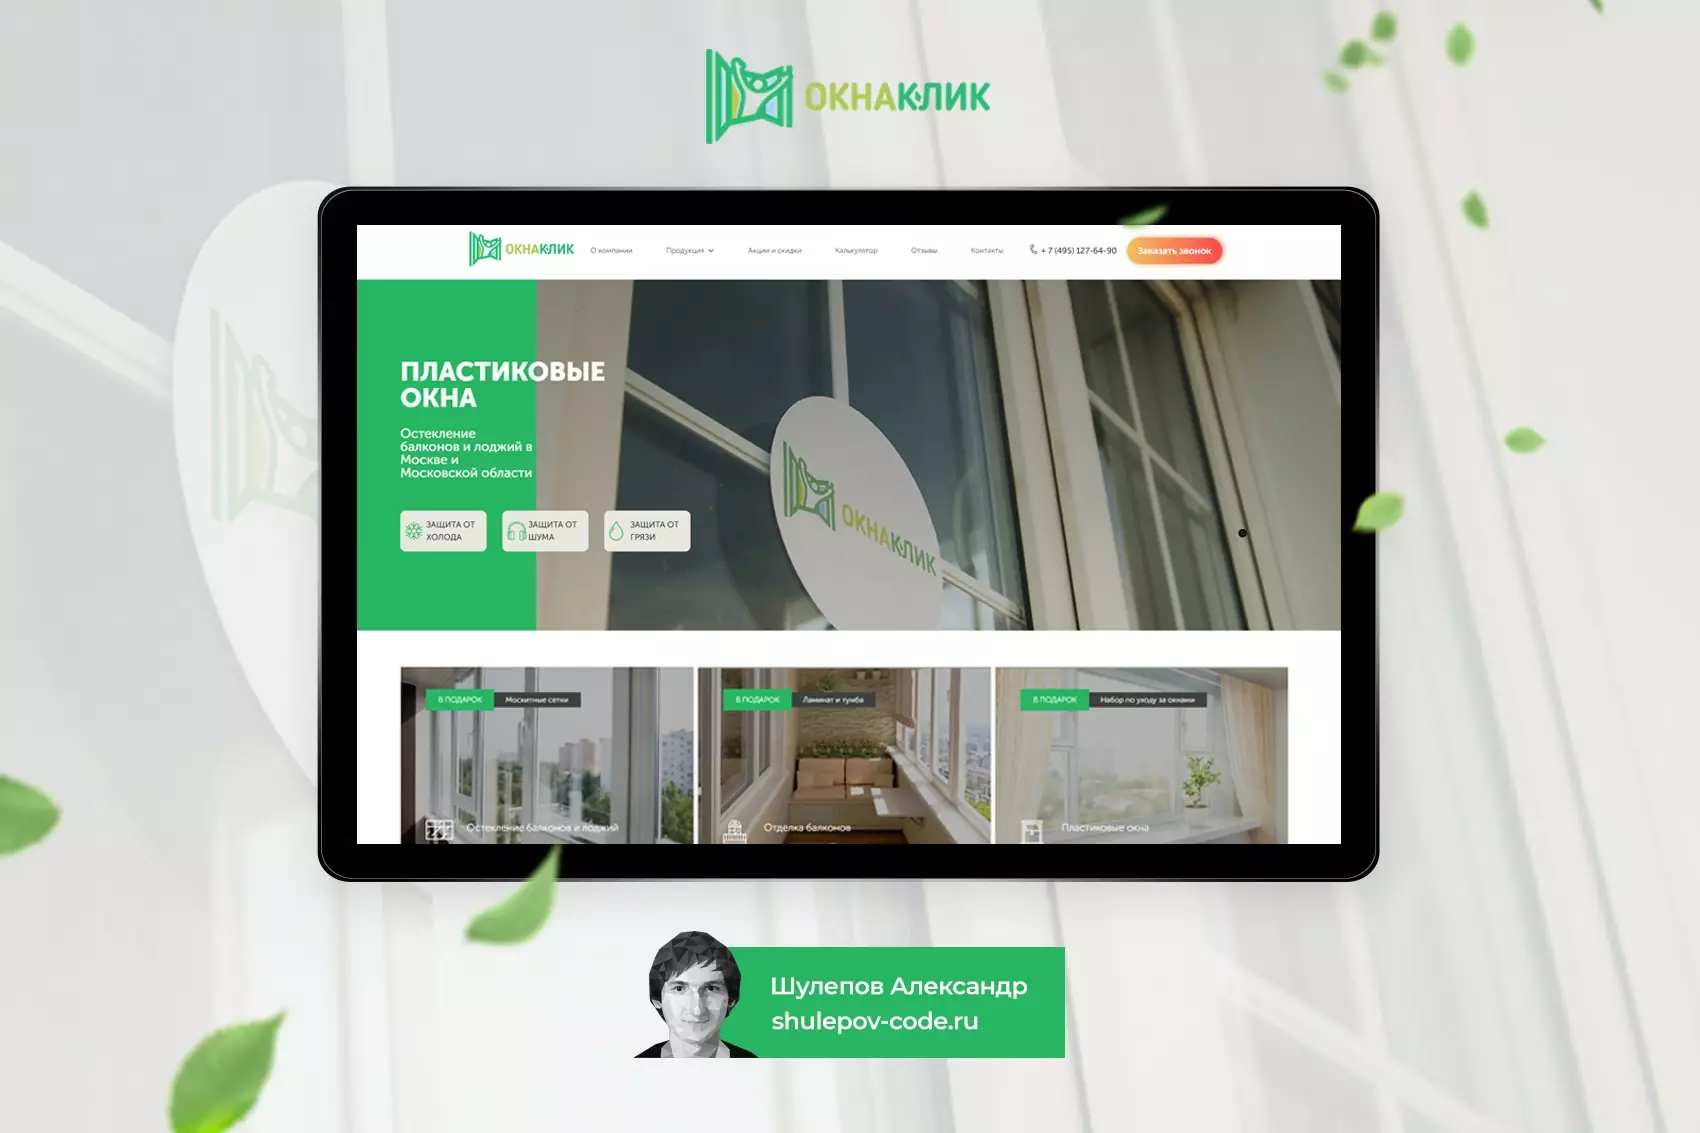 ОКНАКЛИК
ОКНАКЛИК
О компании
Продукция
Акции и скидки
Калькулятор
Отзывы
Контакты
+ 7 (495) 127-64-90
Заказать звонок
ПЛАСТИКОВЫЕ
ОКНА
Остекление
балконов и лоджий в
Москве и
Московской области
ЗАЩИТА ОТ
ХОЛОДА
ЗАЩИТА ОТ
ШУМА
ЗАЩИТА ОТ
ГРЯЗИ
ОКНАКЛИК
В ПОДАРОК
Москитные сетки
В ПОДАРОК
Ламинат и тумба
В ПОДАРОК
Набор по уходу за окнами
Остекление балконов и лоджий
Отделка балконов
Пластиковые окна
Шулепов Александр
shulepov-code.ru